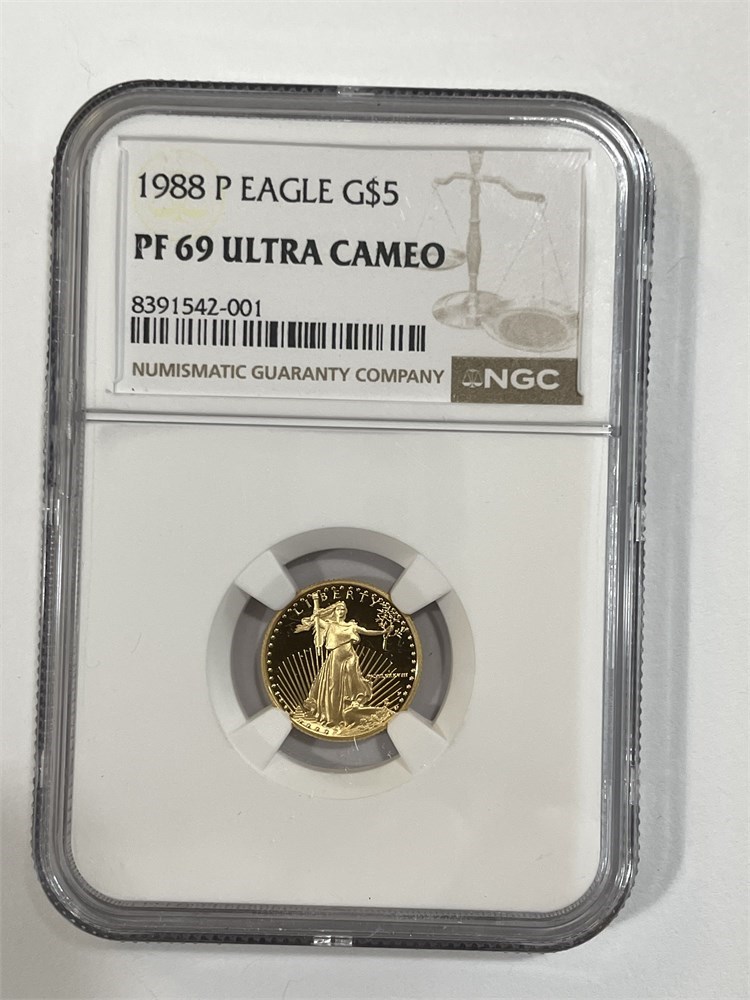 1988 P EAGLE G$5
PF 69 ULTRA CAMEO
8391542-001
NUMISMATIC GUARANTY COMPANY
NGC
LIBERTY